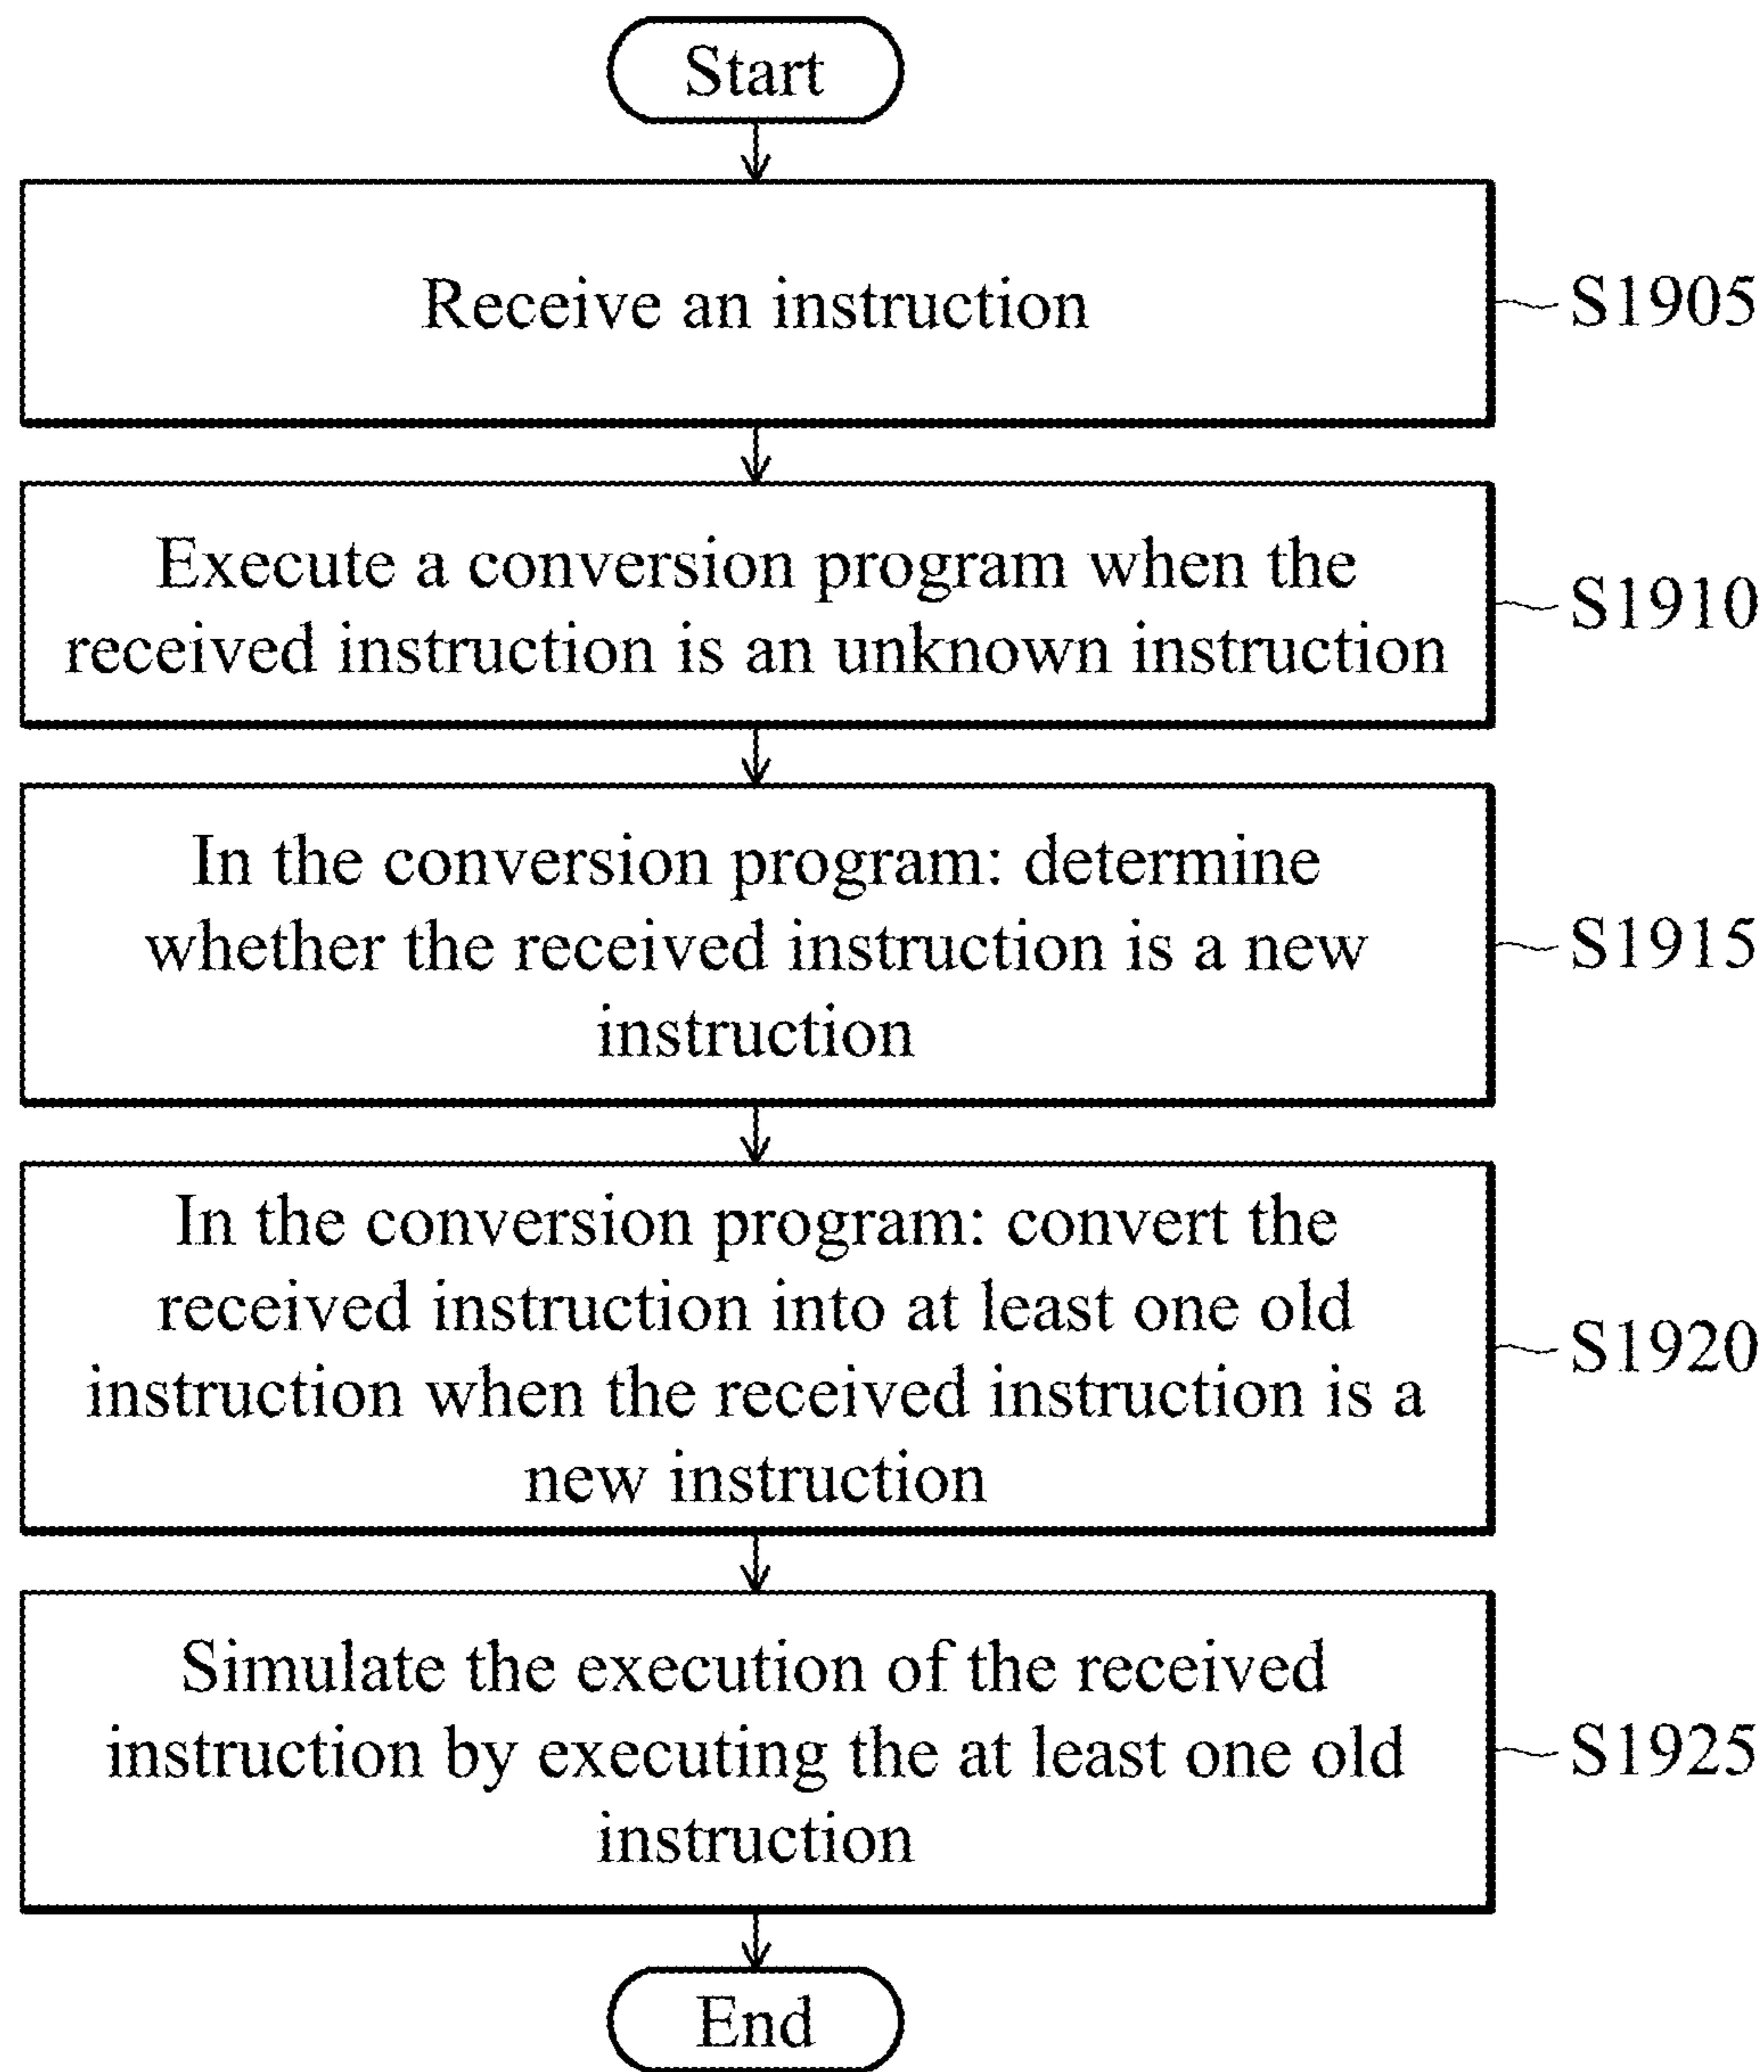 Start
Receive an instruction
S1905
Execute a conversion program when the
received instruction is an unknown instruction
S1910
In the conversion program: determine
whether the received instruction is a new
instruction
S1915
In the conversion program: convert the
received instruction into at least one old
instruction when the received instruction is a
new instruction
S1920
Simulate the execution of the received
instruction by executing the at least one old
instruction
S1925
End